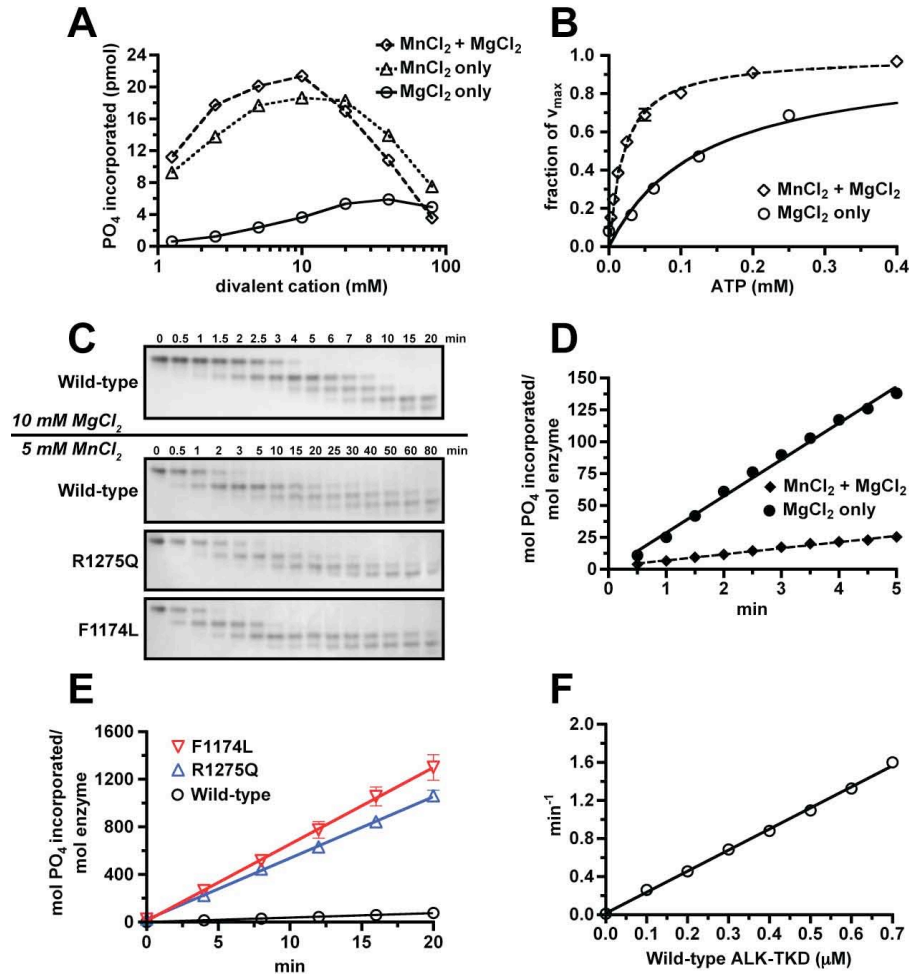 A
PO4 incorporated (pmol)
24
20
16
12
8
4
0
1
10
100
divalent cation (mM)
MnCl2 + MgCl2
MnCl2 only
MgCl2 only
B
fraction of vmax
1.0
0.8
0.6
0.4
0.2
0.0
0.0
0.1
0.2
0.3
0.4
ATP (mM)
MnCl2 + MgCl2
MgCl2 only
C
0 0.5 1 1.5 2 2.5 3 4 5 6 7 8 10 15 20 min
Wild-type
10 mM MgCl2
5 mM MnCl2
0 0.5 1 2 3 5 10 15 20 25 30 40 50 60 80 min
Wild-type
R1275Q
F1174L
D
mol PO4 incorporated/
mol enzyme
150
125
100
75
50
25
0
0
1
2
3
4
5
min
MnCl2 + MgCl2
MgCl2 only
E
mol PO4 incorporated/
mol enzyme
1600
1200
800
400
0
0
5
10
15
20
min
F1174L
R1275Q
Wild-type
F
min-1
2.0
1.6
1.2
0.8
0.4
0.0
0.0
0.1
0.2
0.3
0.4
0.5
0.6
0.7
Wild-type ALK-TKD (μM)